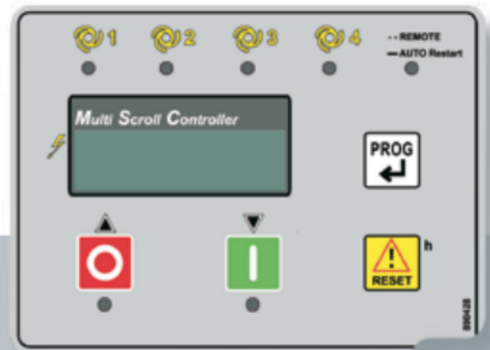 1 2 3 4 -- REMOTE
— AUTO Restart
Multi Scroll Controller
PROG
O I
RESET h
890428